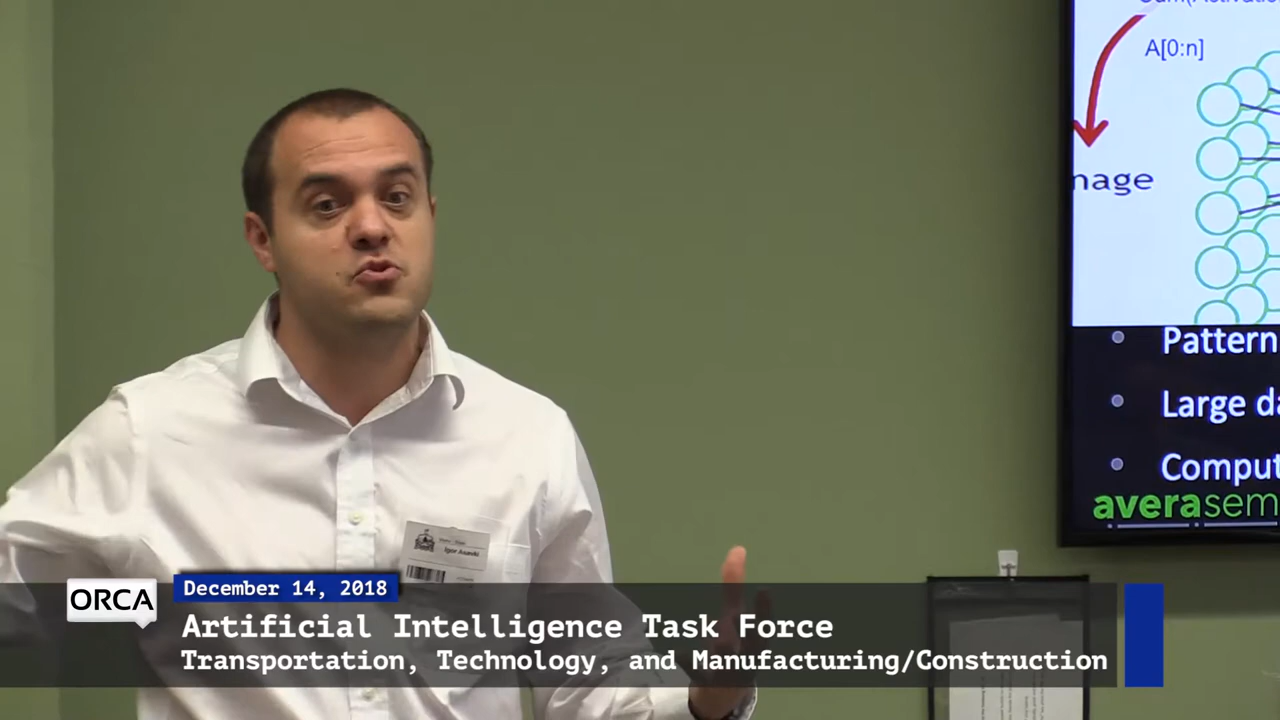 A[0:n]
mage
Pattern
Large da
Comput
averasem
ORCA
December 14, 2018
Artificial Intelligence Task Force
Transportation, Technology, and Manufacturing/Construction